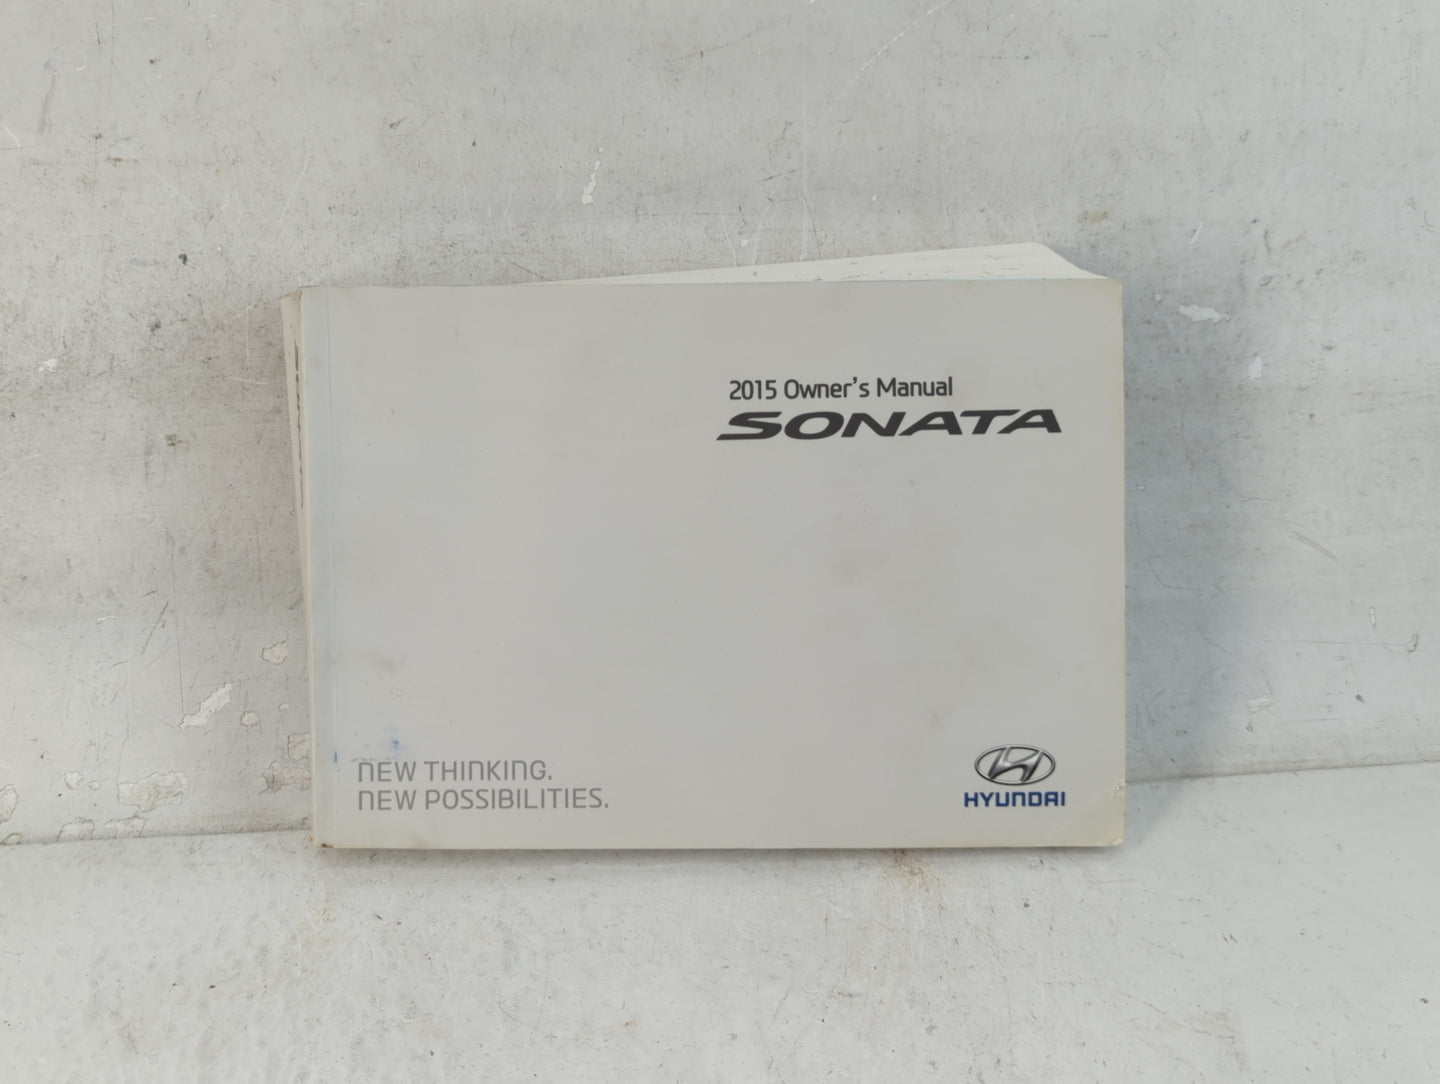 2015 Owner's Manual
SONATA
NEW THINKING.
NEW POSSIBILITIES.
HYUNDAI